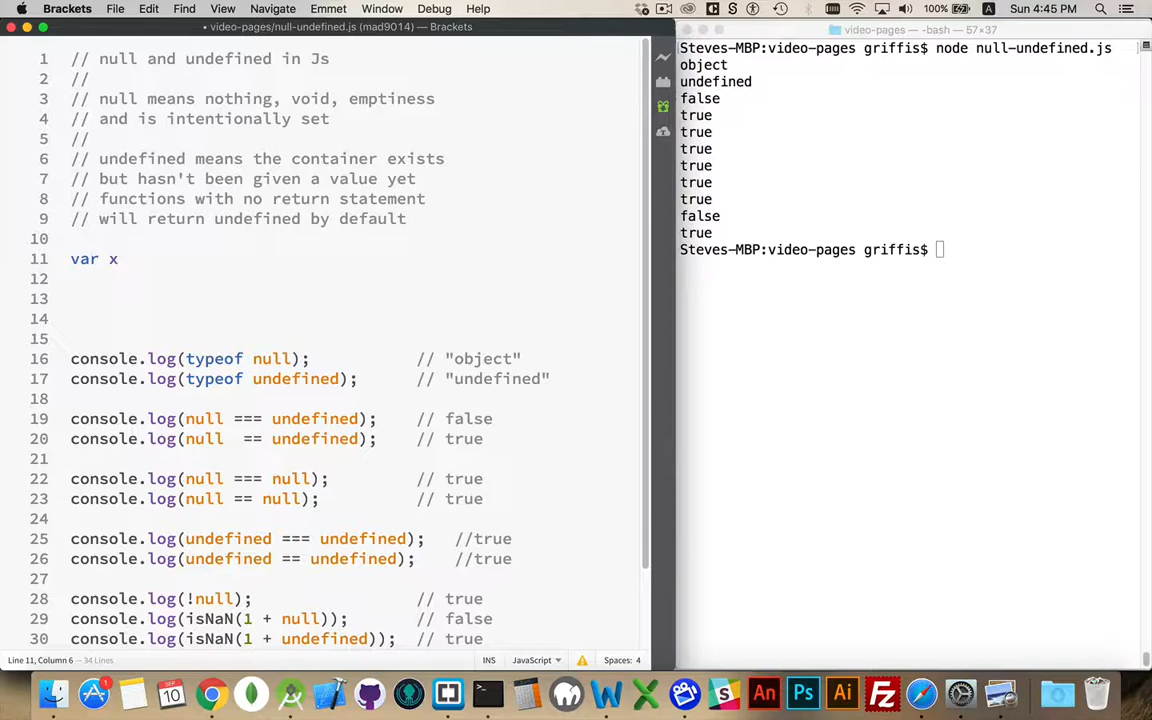 Brackets File Edit Find View Navigate Emmet Window Debug Help 100% A Sun 4:45 PM
• video-pages/null-undefined.js (mad9014) — Brackets
video-pages — -bash — 57×37
1 // null and undefined in Js
2 //
3 // null means nothing, void, emptiness
4 // and is intentionally set
5 //
6 // undefined means the container exists
7 // but hasn't been given a value yet
8 // functions with no return statement
9 // will return undefined by default
10
11 var x
12
13
14
15
16 console.log(typeof null); // "object"
17 console.log(typeof undefined); // "undefined"
18
19 console.log(null === undefined); // false
20 console.log(null  == undefined); // true
21
22 console.log(null === null); // true
23 console.log(null == null); // true
24
25 console.log(undefined === undefined); //true
26 console.log(undefined == undefined); //true
27
28 console.log(!null); // true
29 console.log(isNaN(1 + null)); // false
30 console.log(isNaN(1 + undefined)); // true
Line 11, Column 6 — 34 Lines INS JavaScript Spaces: 4
Steves-MBP:video-pages griffis$ node null-undefined.js
object
undefined
false
true
true
true
true
true
true
false
true
Steves-MBP:video-pages griffis$
1
SEP
10
W
X
An
Ps
Ai
Fz